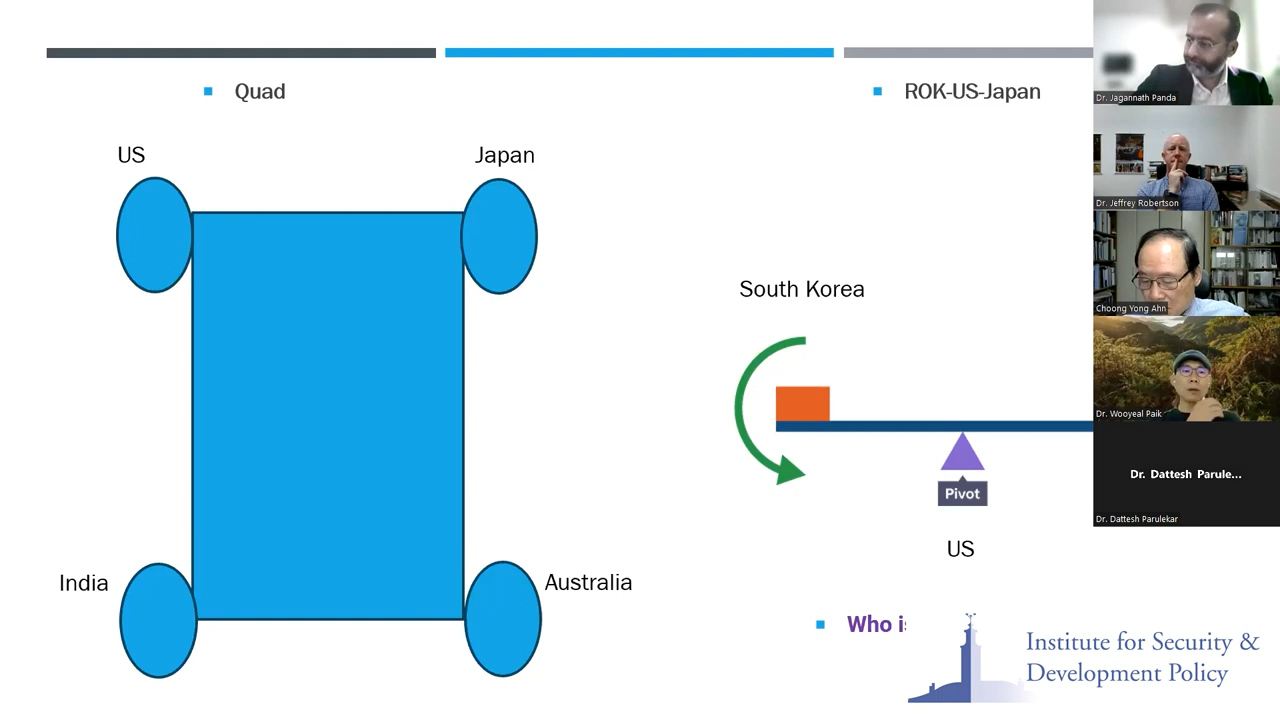 Quad
ROK-US-Japan
US
Japan
South Korea
Pivot
US
India
Australia
Who is
Institute for Security &
Development Policy
Dr. Jagannath Panda
Dr. Jeffrey Robertson
Choong Yong Ahn
Dr. Wooyeal Paik
Dr. Dattesh Parule...
Dr. Dattesh Parulekar